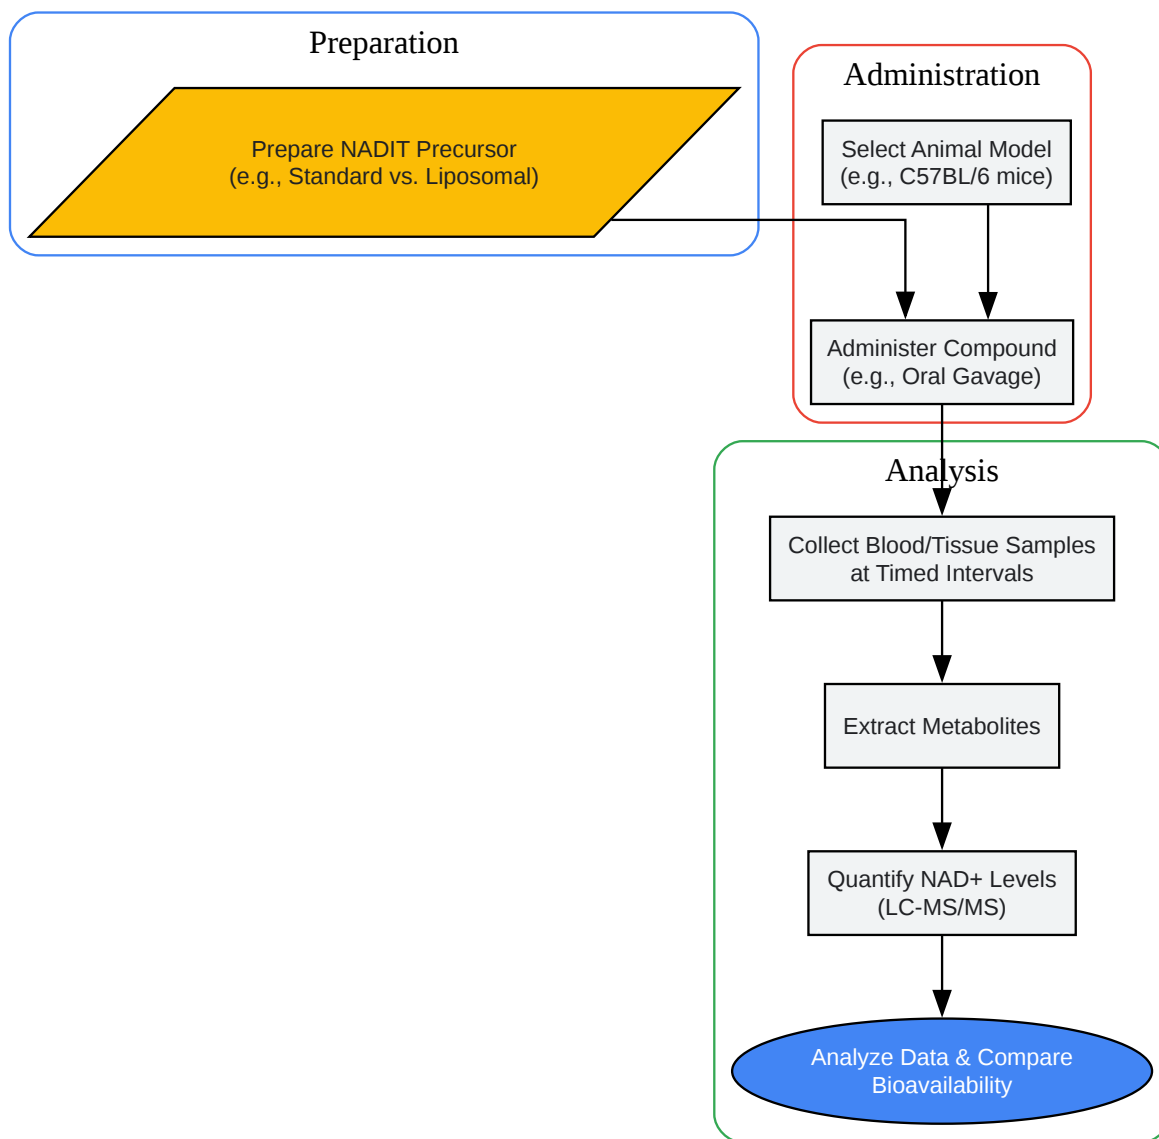 Preparation
Prepare NADIT Precursor
(e.g., Standard vs. Liposomal)
Administration
Select Animal Model
(e.g., C57BL/6 mice)
Administer Compound
(e.g., Oral Gavage)
Analysis
Collect Blood/Tissue Samples
at Timed Intervals
Extract Metabolites
Quantify NAD+ Levels
(LC-MS/MS)
Analyze Data & Compare
Bioavailability